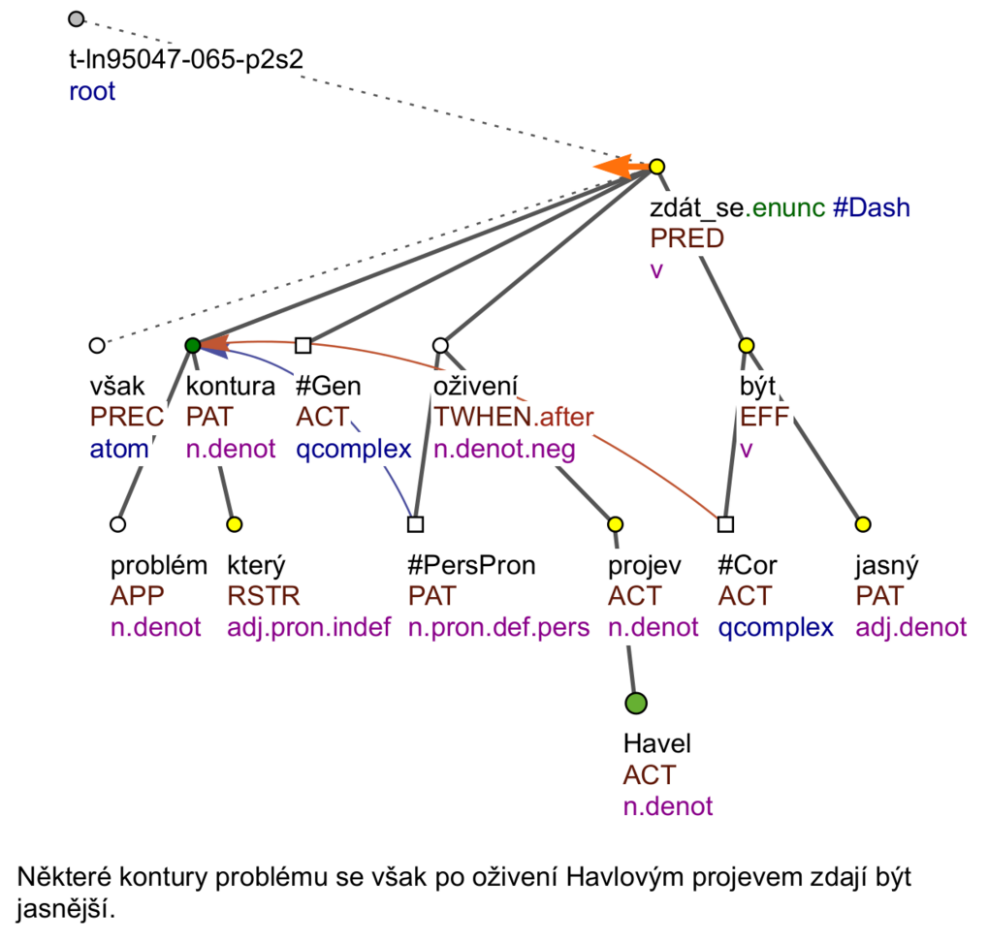 t-ln95047-065-p2s2
root
zdát_se.enunc #Dash
PRED
v
však kontura #Gen oživení být
PREC PAT ACT TWHEN.after EFF
atom n.denot qcomplex n.denot.neg v
problém který #PersPron projev #Cor jasný
APP RSTR PAT ACT ACT PAT
n.denot adj.pron.indef n.pron.def.pers n.denot qcomplex adj.denot
Havel
ACT
n.denot
Některé kontury problému se však po oživení Havlovým projevem zdají být
jasnější.